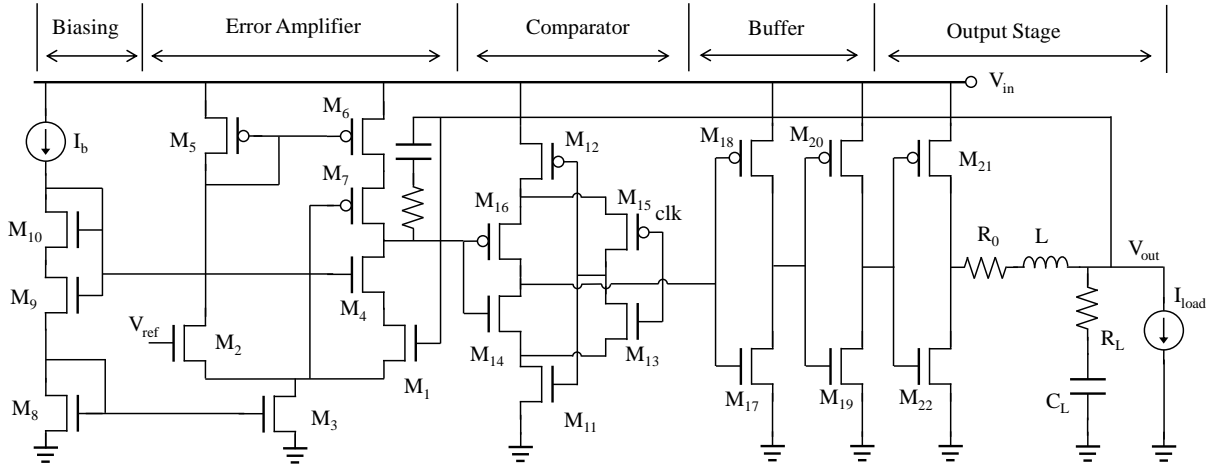 Biasing
Error Amplifier
Comparator
Buffer
Output Stage
V_in
I_b
M_5
M_6
M_7
M_12
M_18
M_20
M_21
M_16
M_15
clk
M_10
M_9
M_4
R_0
L
V_out
V_ref
M_2
M_14
M_13
R_L
I_load
M_8
M_3
M_1
M_11
M_17
M_19
M_22
C_L